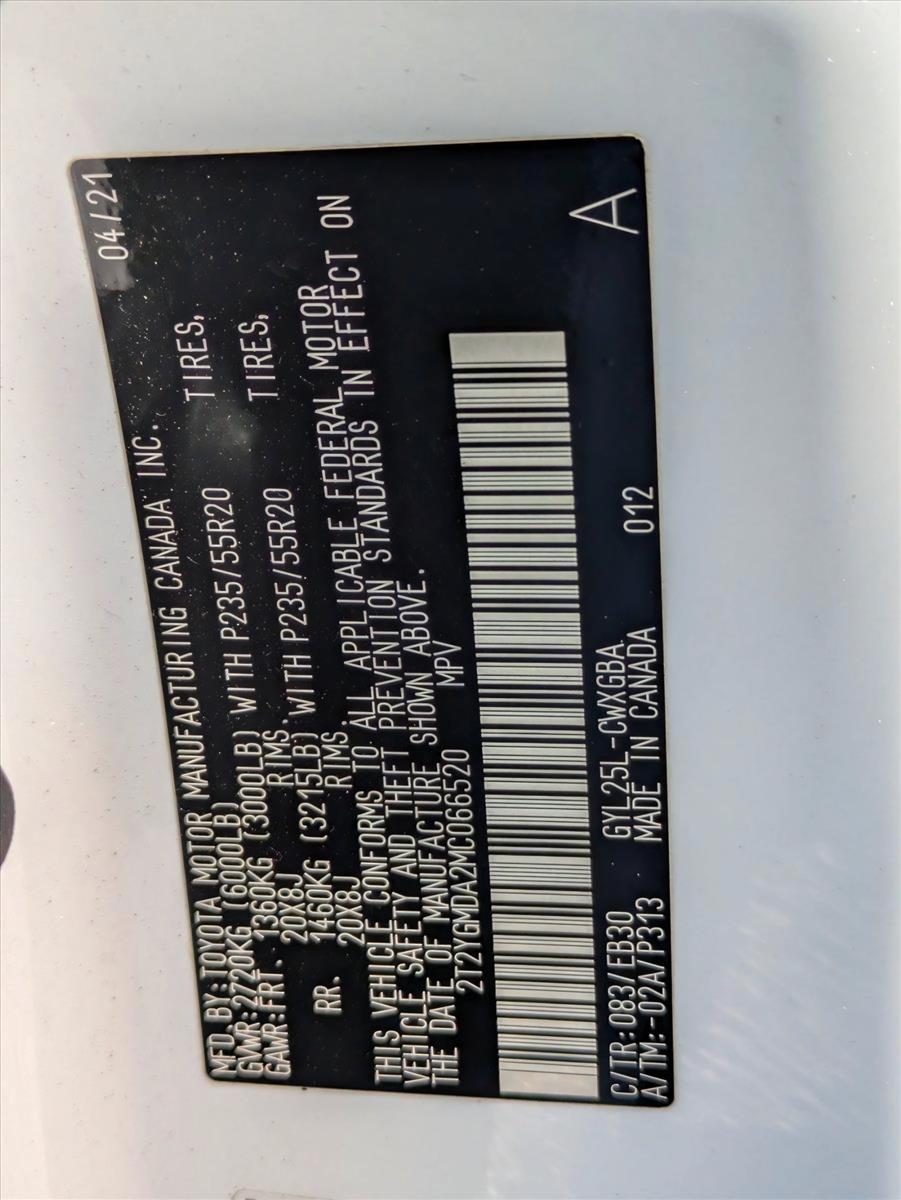 MFD. BY:TOYOTA MOTOR MANUFACTURING CANADA INC. 04/21
GVWR:2720KG (6000LB)
GAWR:FRT. 1360KG (3000LB) WITH P235/55R20 TIRES,
20X8J RIMS.
RR. 1460KG (3215LB) WITH P235/55R20 TIRES,
20X8J RIMS.
THIS VEHICLE CONFORMS TO ALL APPLICABLE FEDERAL MOTOR
VEHICLE SAFETY AND THEFT PREVENTION STANDARDS IN EFFECT ON
THE DATE OF MANUFACTURE SHOWN ABOVE.
2T2YGMDA2MC066520 MPV
C/TR:083/EB30 GYL25L-CWXGBA A
A/TM:-02A/P313 MADE IN CANADA 012